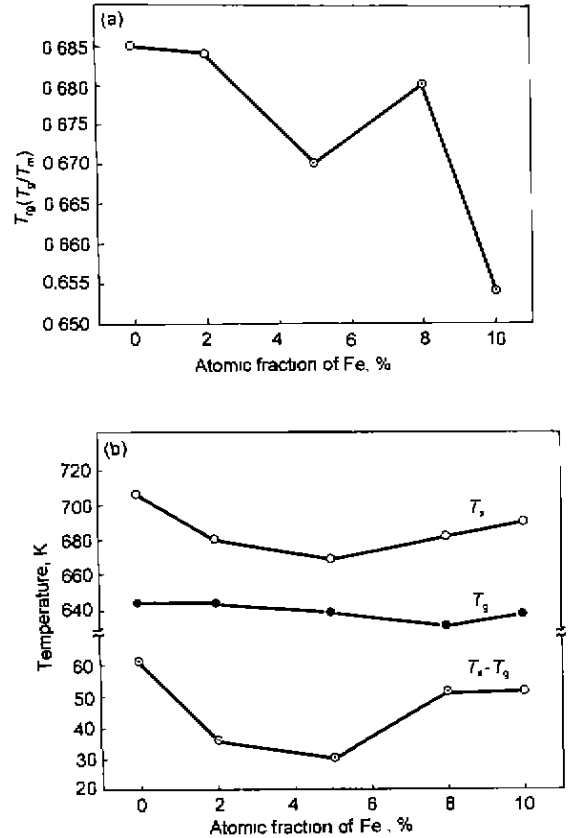 (a)
0 685
0 680
0 675
0 670
0 665
0 660
0 655
0 650
Trg(Tg/Tm)
0 2 4 6 8 10
Atomic fraction of Fe, %
(b)
720
700
680
660
640
60
50
40
30
20
Temperature, K
Tx
Tg
Tx-Tg
0 2 4 6 8 10
Atomic fraction of Fe, %